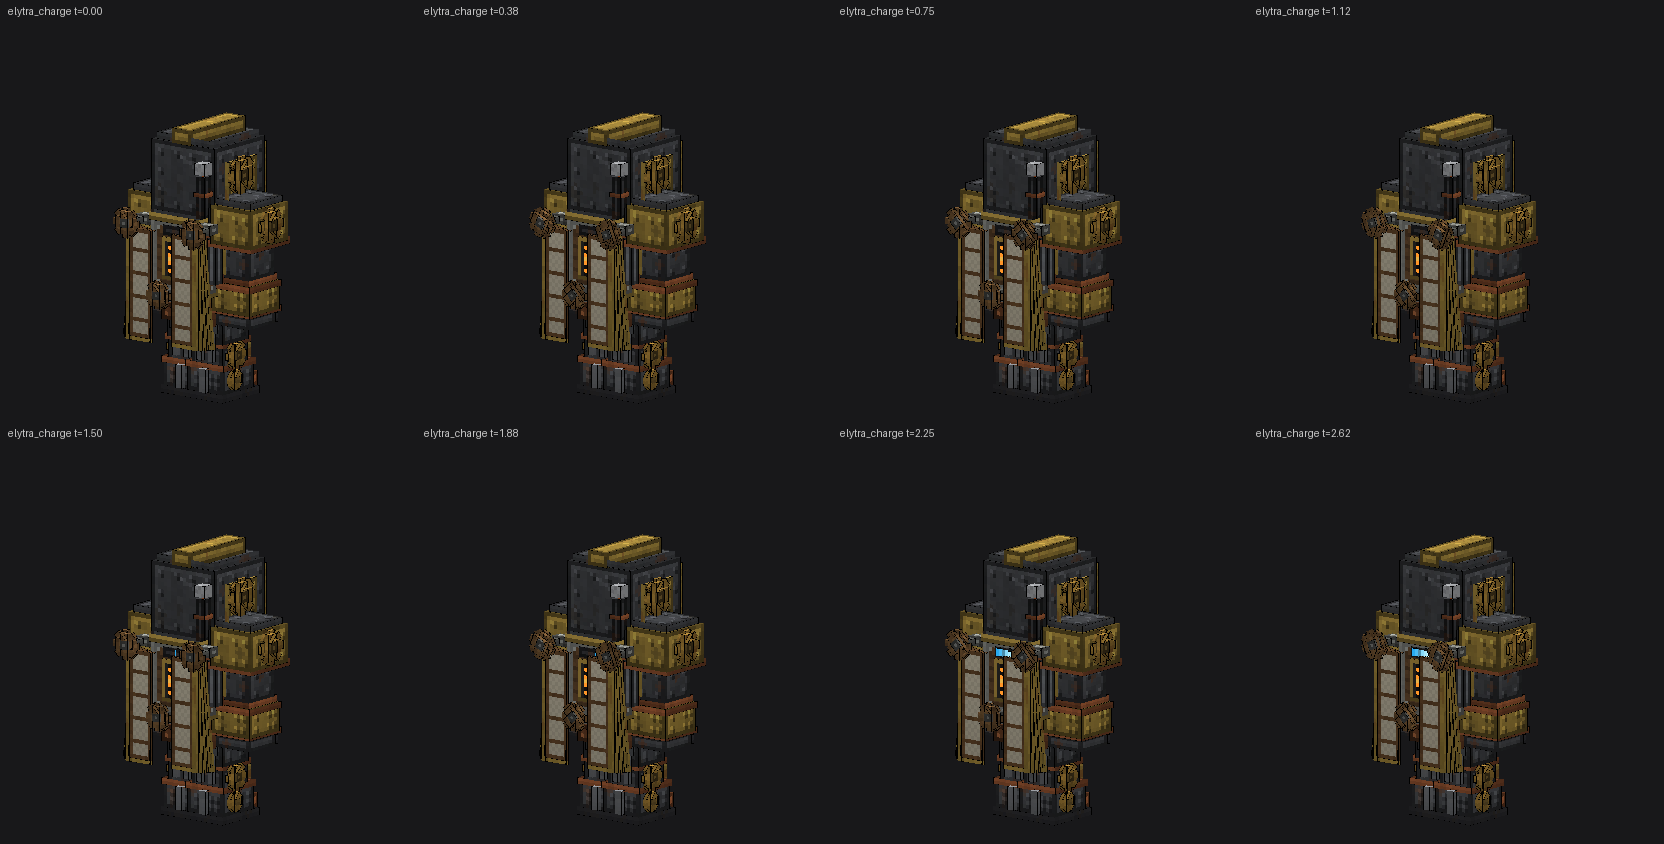 elytra_charge t=0.00
elytra_charge t=0.38
elytra_charge t=0.75
elytra_charge t=1.12
elytra_charge t=1.50
elytra_charge t=1.88
elytra_charge t=2.25
elytra_charge t=2.62